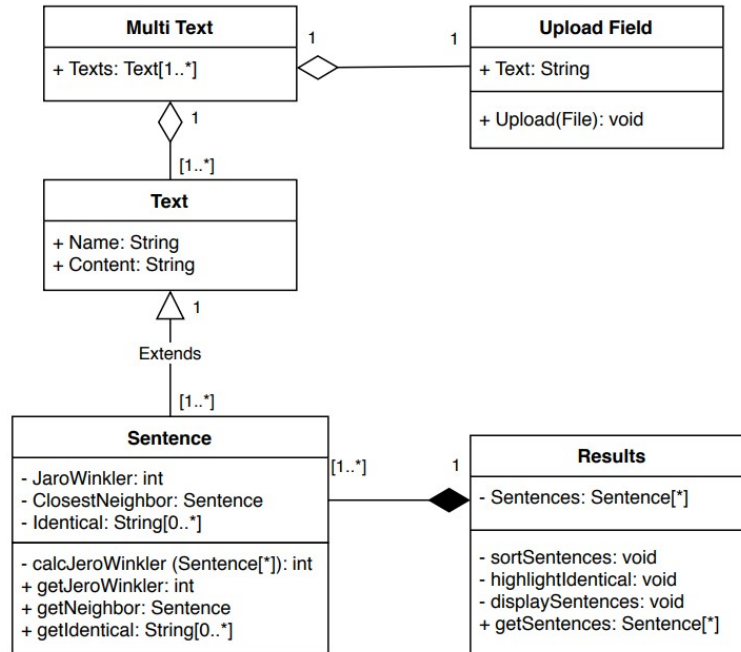 Multi Text
+ Texts: Text[1..*]
1
1
Upload Field
+ Text: String
+ Upload(File): void
1
[1..*]
Text
+ Name: String
+ Content: String
1
Extends
[1..*]
Sentence
- JaroWinkler: int
- ClosestNeighbor: Sentence
- Identical: String[0..*]
- calcJeroWinkler (Sentence[*]): int
+ getJeroWinkler: int
+ getNeighbor: Sentence
+ getIdentical: String[0..*]
[1..*]
1
Results
- Sentences: Sentence[*]
- sortSentences: void
- highlightIdentical: void
- displaySentences: void
+ getSentences: Sentence[*]